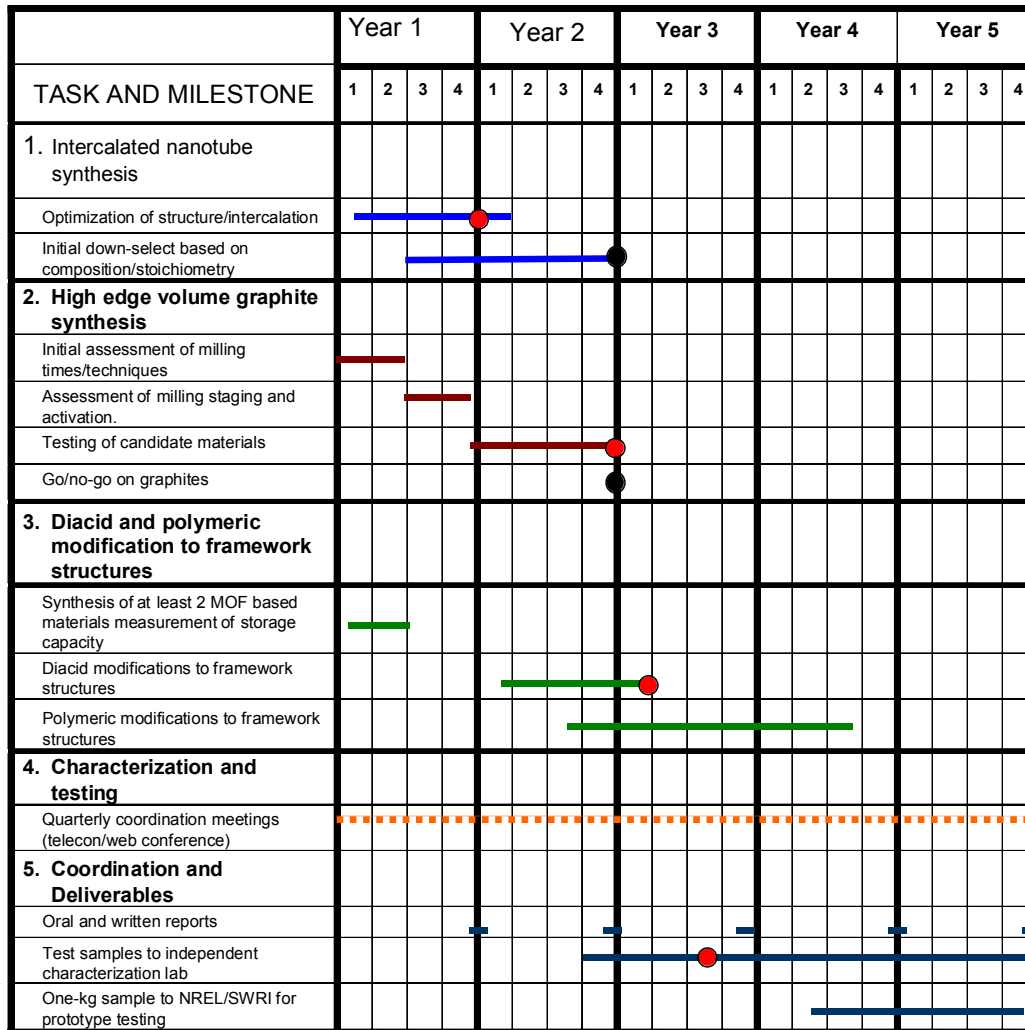 Year 1 Year 2 Year 3 Year 4 Year 5
TASK AND MILESTONE 1 2 3 4 1 2 3 4 1 2 3 4 1 2 3 4 1 2 3 4
1. Intercalated nanotube
synthesis
Optimization of structure/intercalation
Initial down-select based on
composition/stoichiometry
2. High edge volume graphite
synthesis
Initial assessment of milling
times/techniques
Assessment of milling staging and
activation.
Testing of candidate materials
Go/no-go on graphites
3. Diacid and polymeric
modification to framework
structures
Synthesis of at least 2 MOF based
materials measurement of storage
capacity
Diacid modifications to framework
structures
Polymeric modifications to framework
structures
4. Characterization and
testing
Quarterly coordination meetings
(telecon/web conference)
5. Coordination and
Deliverables
Oral and written reports
Test samples to independent
characterization lab
One-kg sample to NREL/SWRI for
prototype testing